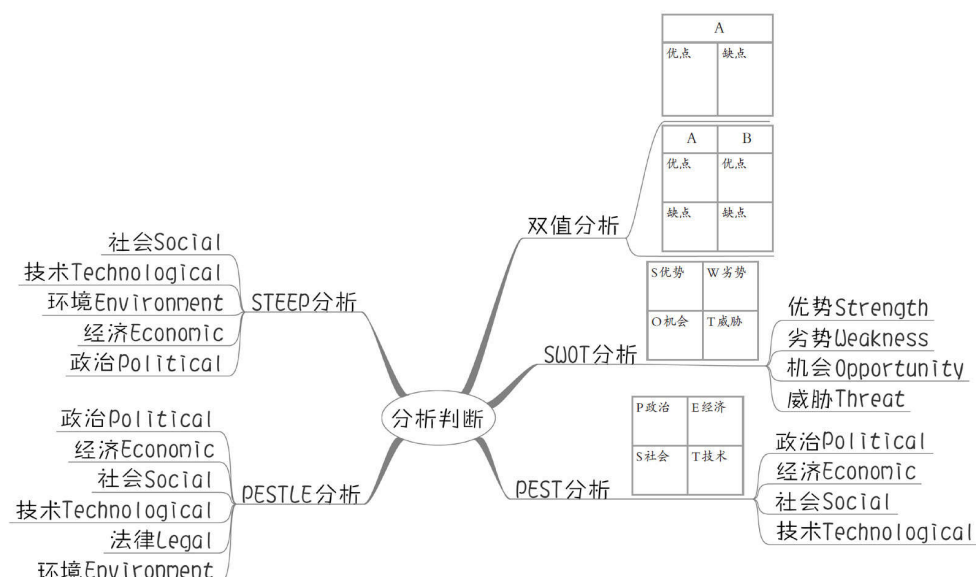 分析判断
双值分析
A
优点 缺点
A B
优点 优点
缺点 缺点
SWOT分析
S优势 W劣势
O机会 T威胁
优势Strength
劣势Weakness
机会Opportunity
威胁Threat
PEST分析
P政治 E经济
S社会 T技术
政治Political
经济Economic
社会Social
技术Technological
STEEP分析
社会Social
技术Technological
环境Environment
经济Economic
政治Political
PESTLE分析
政治Political
经济Economic
社会Social
技术Technological
法律Legal
环境Environment